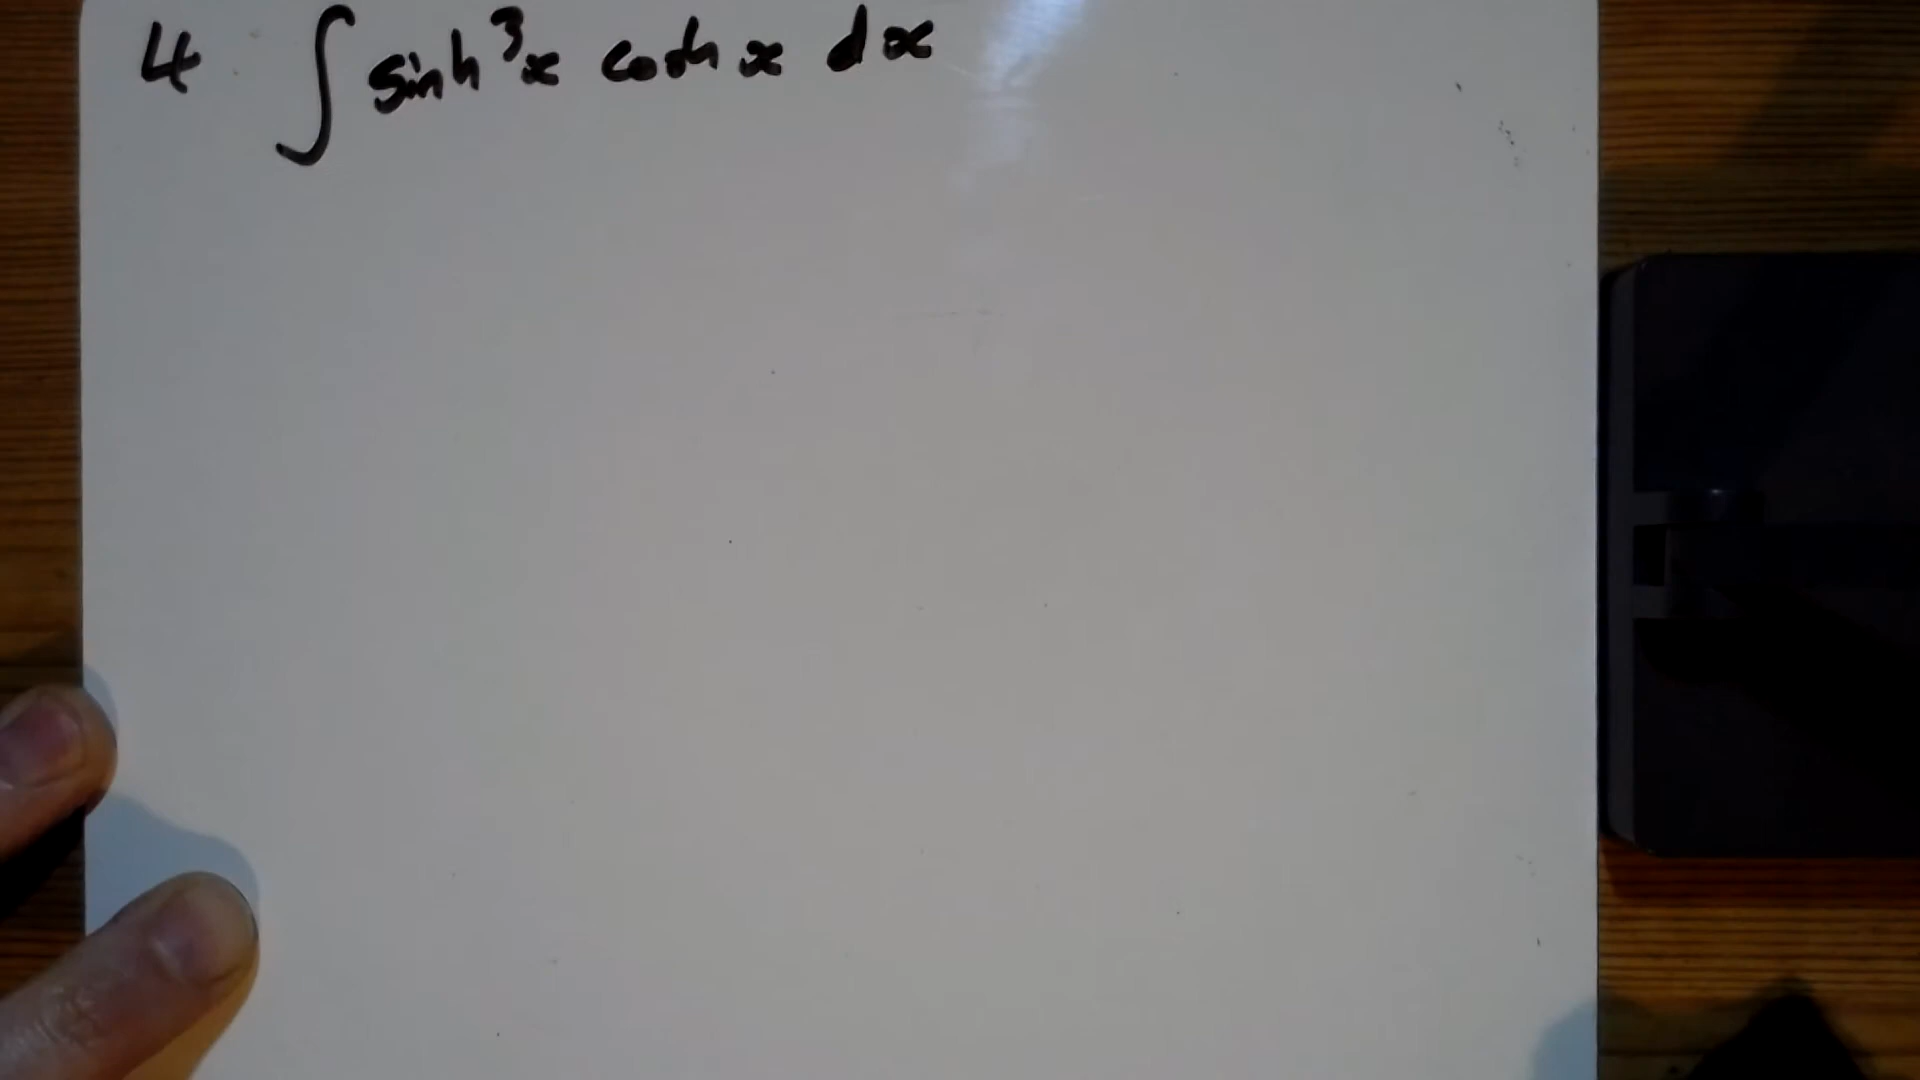 4 ∫ sinh³x cosh x dx